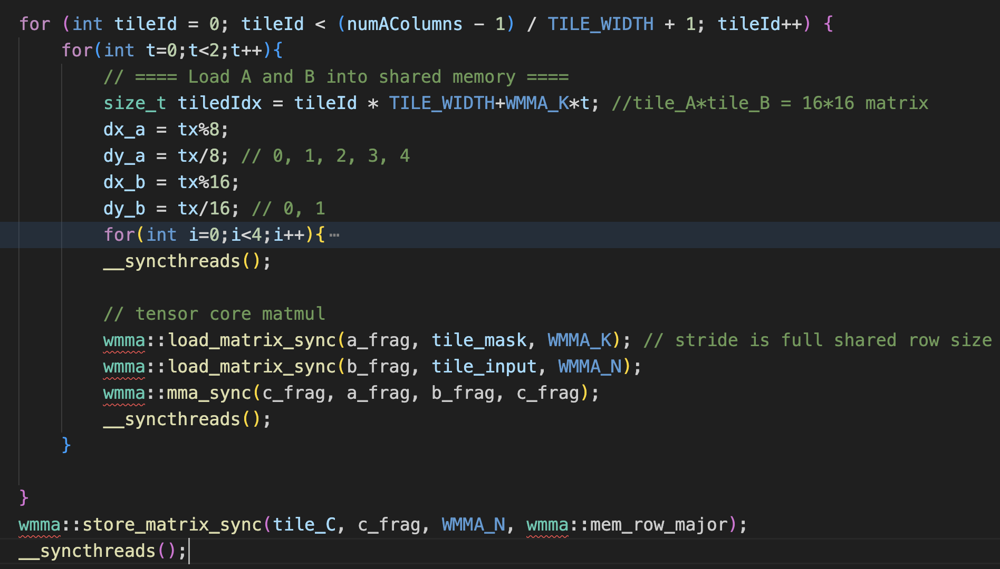 for (int tileId = 0; tileId < (numAColumns - 1) / TILE_WIDTH + 1; tileId++) {
for(int t=0;t<2;t++){
// ==== Load A and B into shared memory ====
size_t tiledIdx = tileId * TILE_WIDTH+WMMA_K*t; //tile_A*tile_B = 16*16 matrix
dx_a = tx%8;
dy_a = tx/8; // 0, 1, 2, 3, 4
dx_b = tx%16;
dy_b = tx/16; // 0, 1
for(int i=0;i<4;i++){ ⋯
__syncthreads();
// tensor core matmul
wmma::load_matrix_sync(a_frag, tile_mask, WMMA_K); // stride is full shared row size
wmma::load_matrix_sync(b_frag, tile_input, WMMA_N);
wmma::mma_sync(c_frag, a_frag, b_frag, c_frag);
__syncthreads();
}
}
wmma::store_matrix_sync(tile_C, c_frag, WMMA_N, wmma::mem_row_major);
__syncthreads();